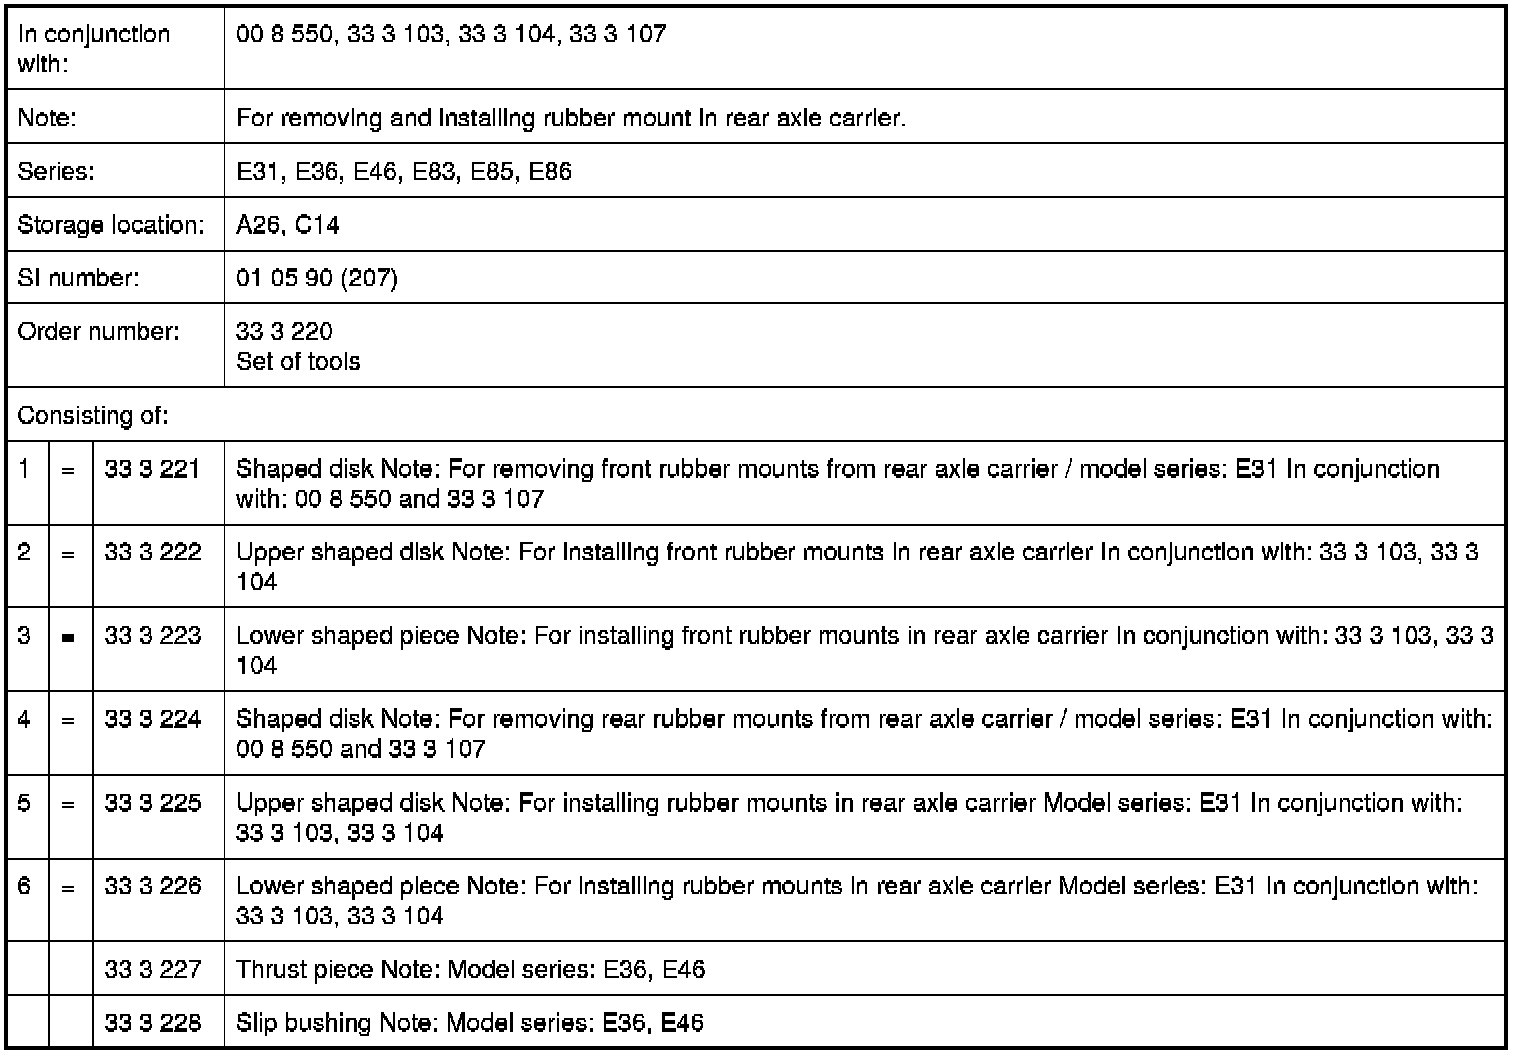 In conjunction with:
00 8 550, 33 3 103, 33 3 104, 33 3 107
Note:
For removing and installing rubber mount in rear axle carrier.
Series:
E31, E36, E46, E83, E85, E86
Storage location:
A26, C14
SI number:
01 05 90 (207)
Order number:
33 3 220
Set of tools
Consisting of:
1 = 33 3 221 Shaped disk Note: For removing front rubber mounts from rear axle carrier / model series: E31 In conjunction
with: 00 8 550 and 33 3 107
2 = 33 3 222 Upper shaped disk Note: For installing front rubber mounts in rear axle carrier In conjunction with: 33 3 103, 33 3
104
3 = 33 3 223 Lower shaped piece Note: For installing front rubber mounts in rear axle carrier In conjunction with: 33 3 103, 33 3
104
4 = 33 3 224 Shaped disk Note: For removing rear rubber mounts from rear axle carrier / model series: E31 In conjunction with:
00 8 550 and 33 3 107
5 = 33 3 225 Upper shaped disk Note: For installing rubber mounts in rear axle carrier Model series: E31 In conjunction with:
33 3 103, 33 3 104
6 = 33 3 226 Lower shaped piece Note: For installing rubber mounts in rear axle carrier Model series: E31 In conjunction with:
33 3 103, 33 3 104
33 3 227 Thrust piece Note: Model series: E36, E46
33 3 228 Slip bushing Note: Model series: E36, E46